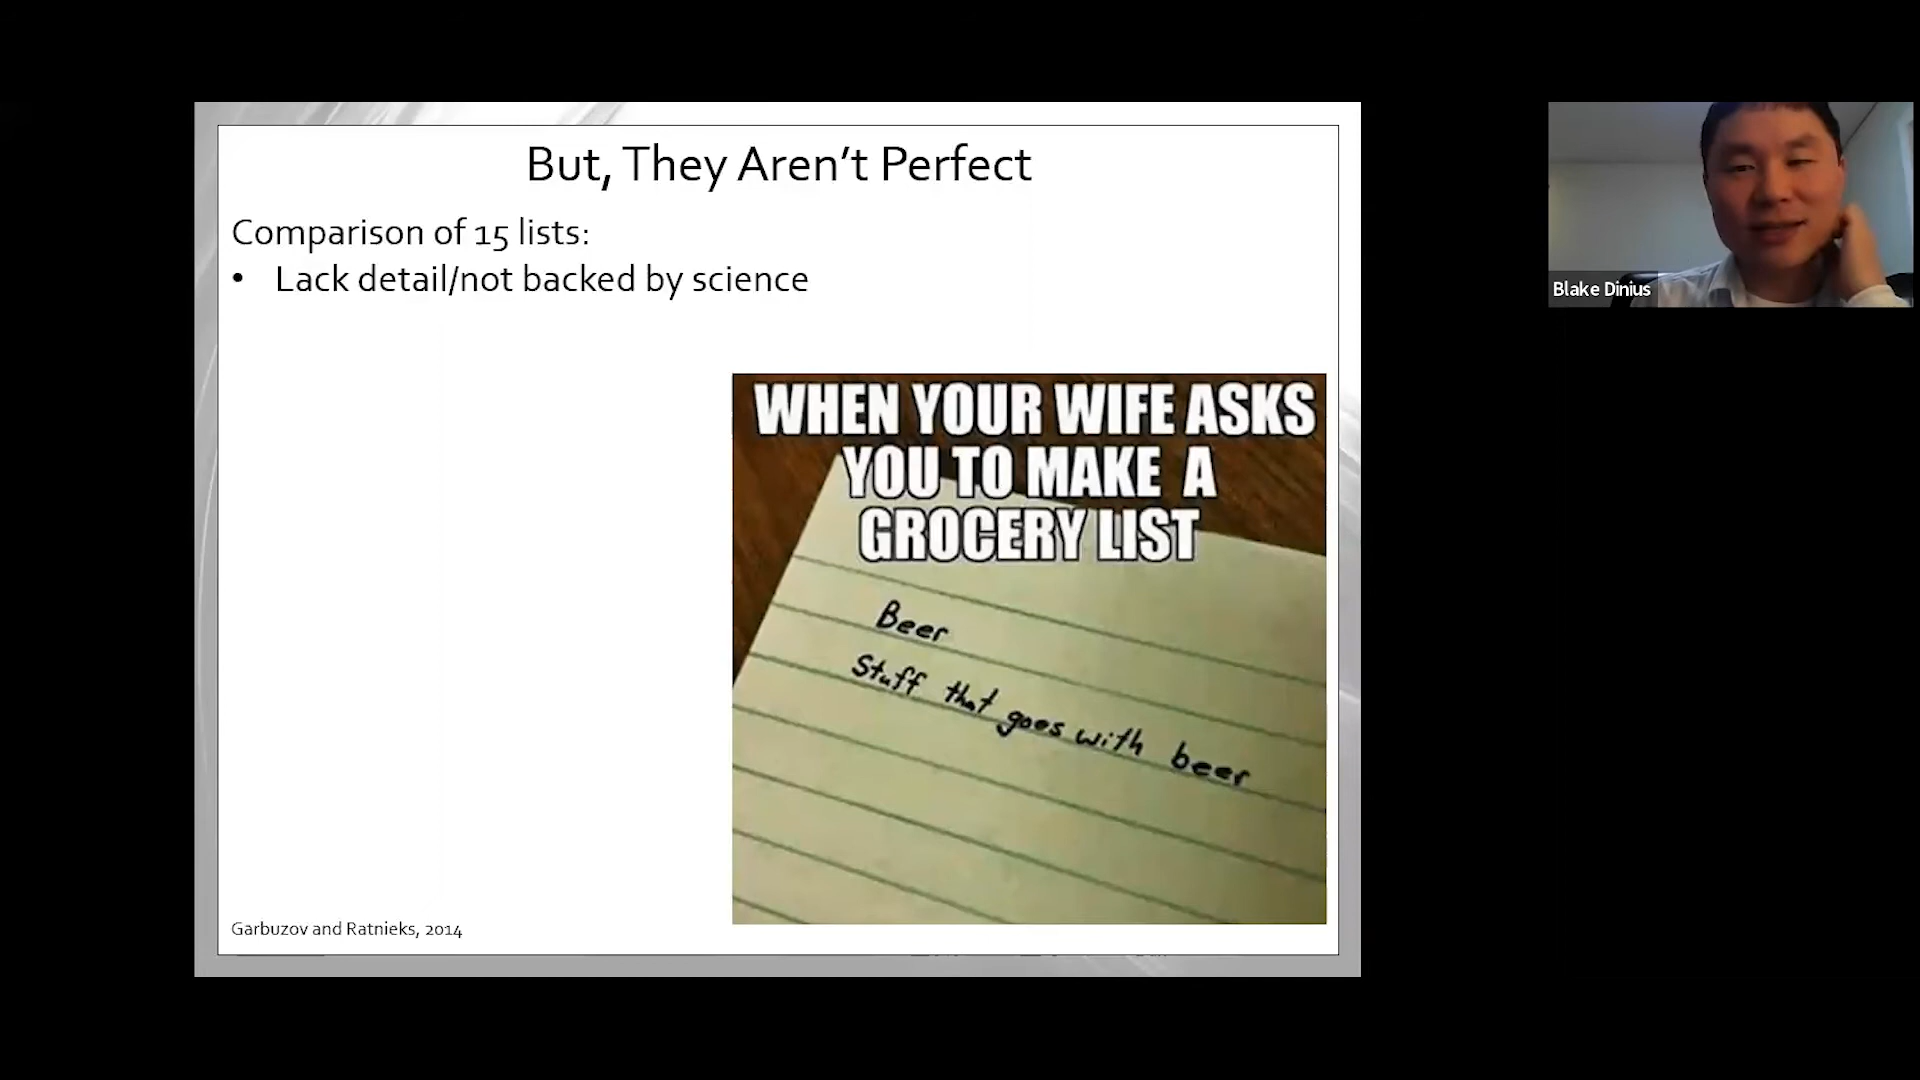 But, They Aren’t Perfect
Comparison of 15 lists:
• Lack detail/not backed by science
WHEN YOUR WIFE ASKS
YOU TO MAKE A
GROCERY LIST
Beer
Stuff that goes with beer
Garbuzov and Ratnieks, 2014
Blake Dinius